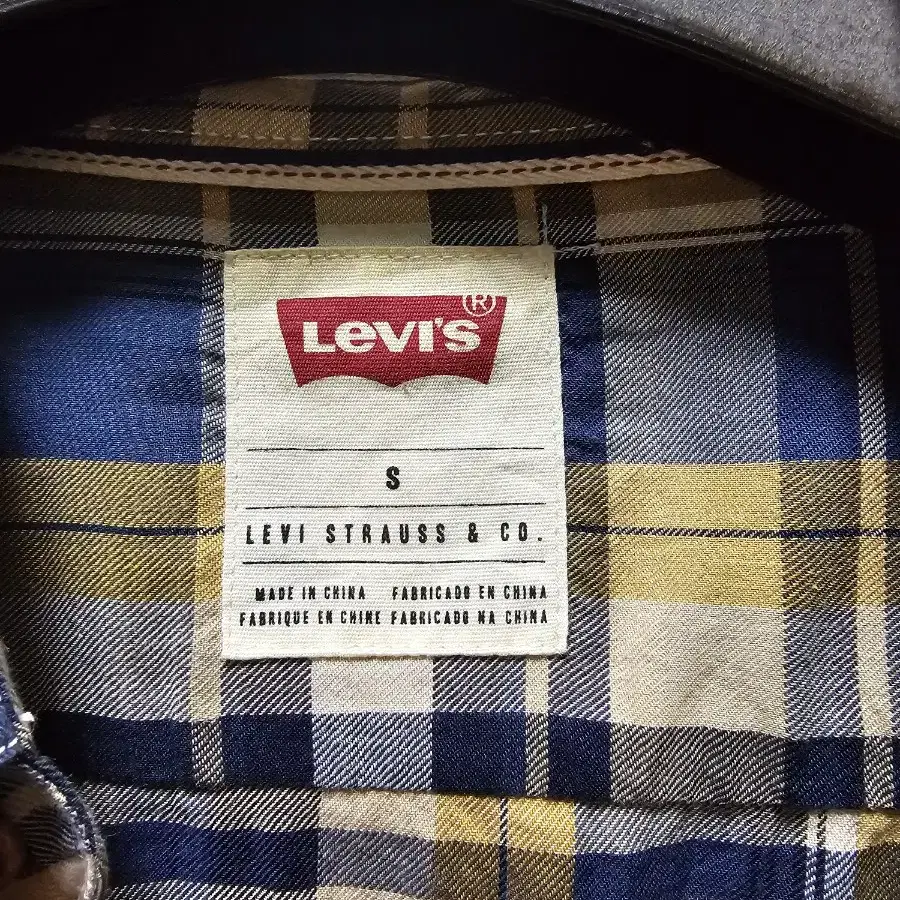 LEVI'S®
S
LEVI STRAUSS & CO.
MADE IN CHINA FABRICADO EN CHINA
FABRIQUE EN CHINE FABRICADO NA CHINA